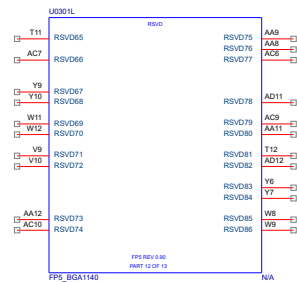 U0301L
RSVD
T11 RSVD65 RSVD75 AA9
RSVD76 AA8
AC7 RSVD66 RSVD77 AC6
Y9 RSVD67
Y10 RSVD68 RSVD78 AD11
W11 RSVD69 RSVD79 AC9
W12 RSVD70 RSVD80 AA11
V9 RSVD71 RSVD81 T12
V10 RSVD72 RSVD82 AD12
RSVD83 Y6
RSVD84 Y7
AA12 RSVD73 RSVD85 W8
AC10 RSVD74 RSVD86 W9
FP5 REV 0.90
PART 12 OF 13
FP5_BGA1140 N/A